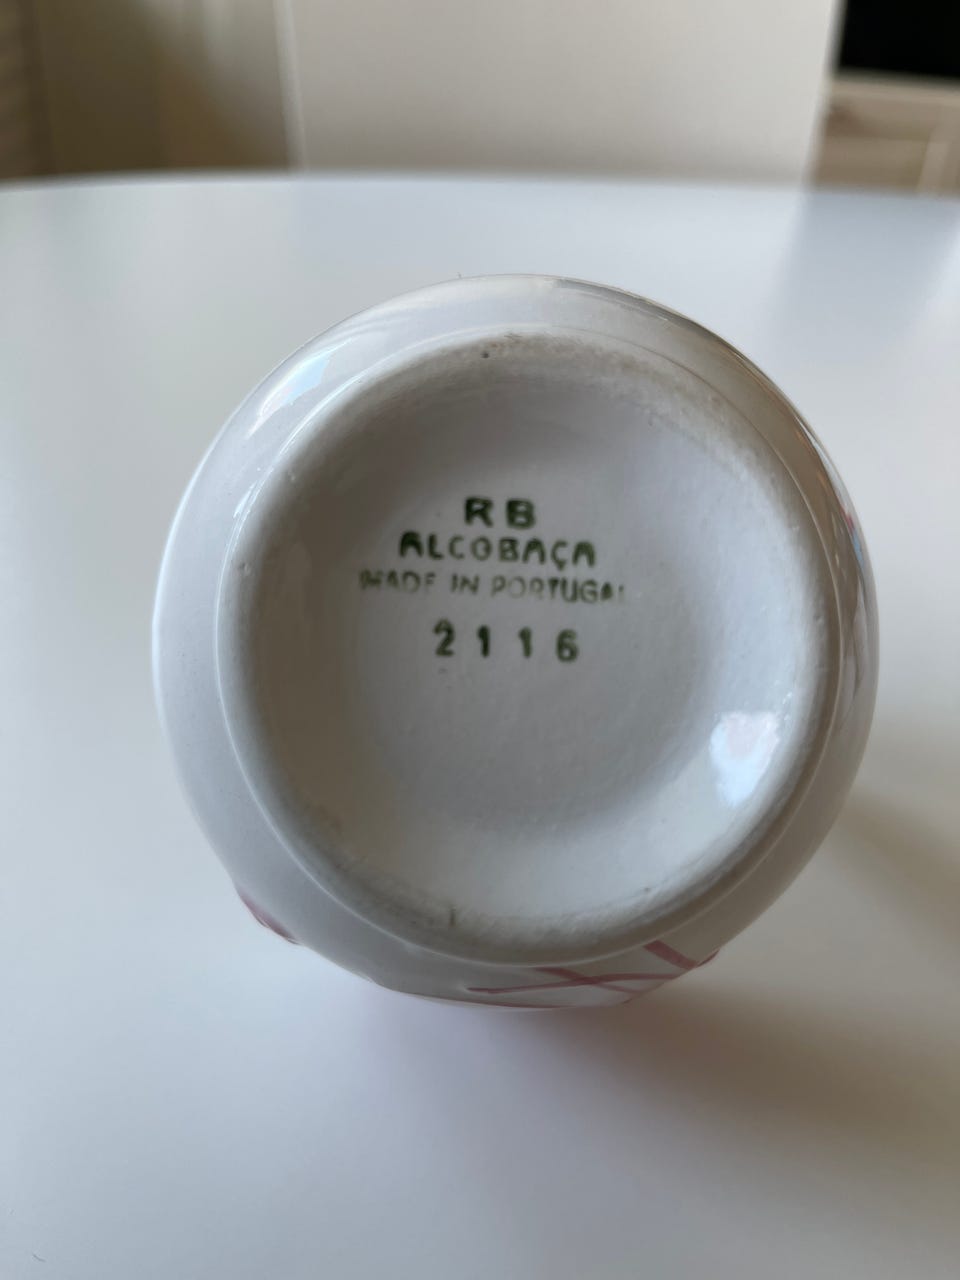 RB
ALCOBAÇA
MADE IN PORTUGAL
2116